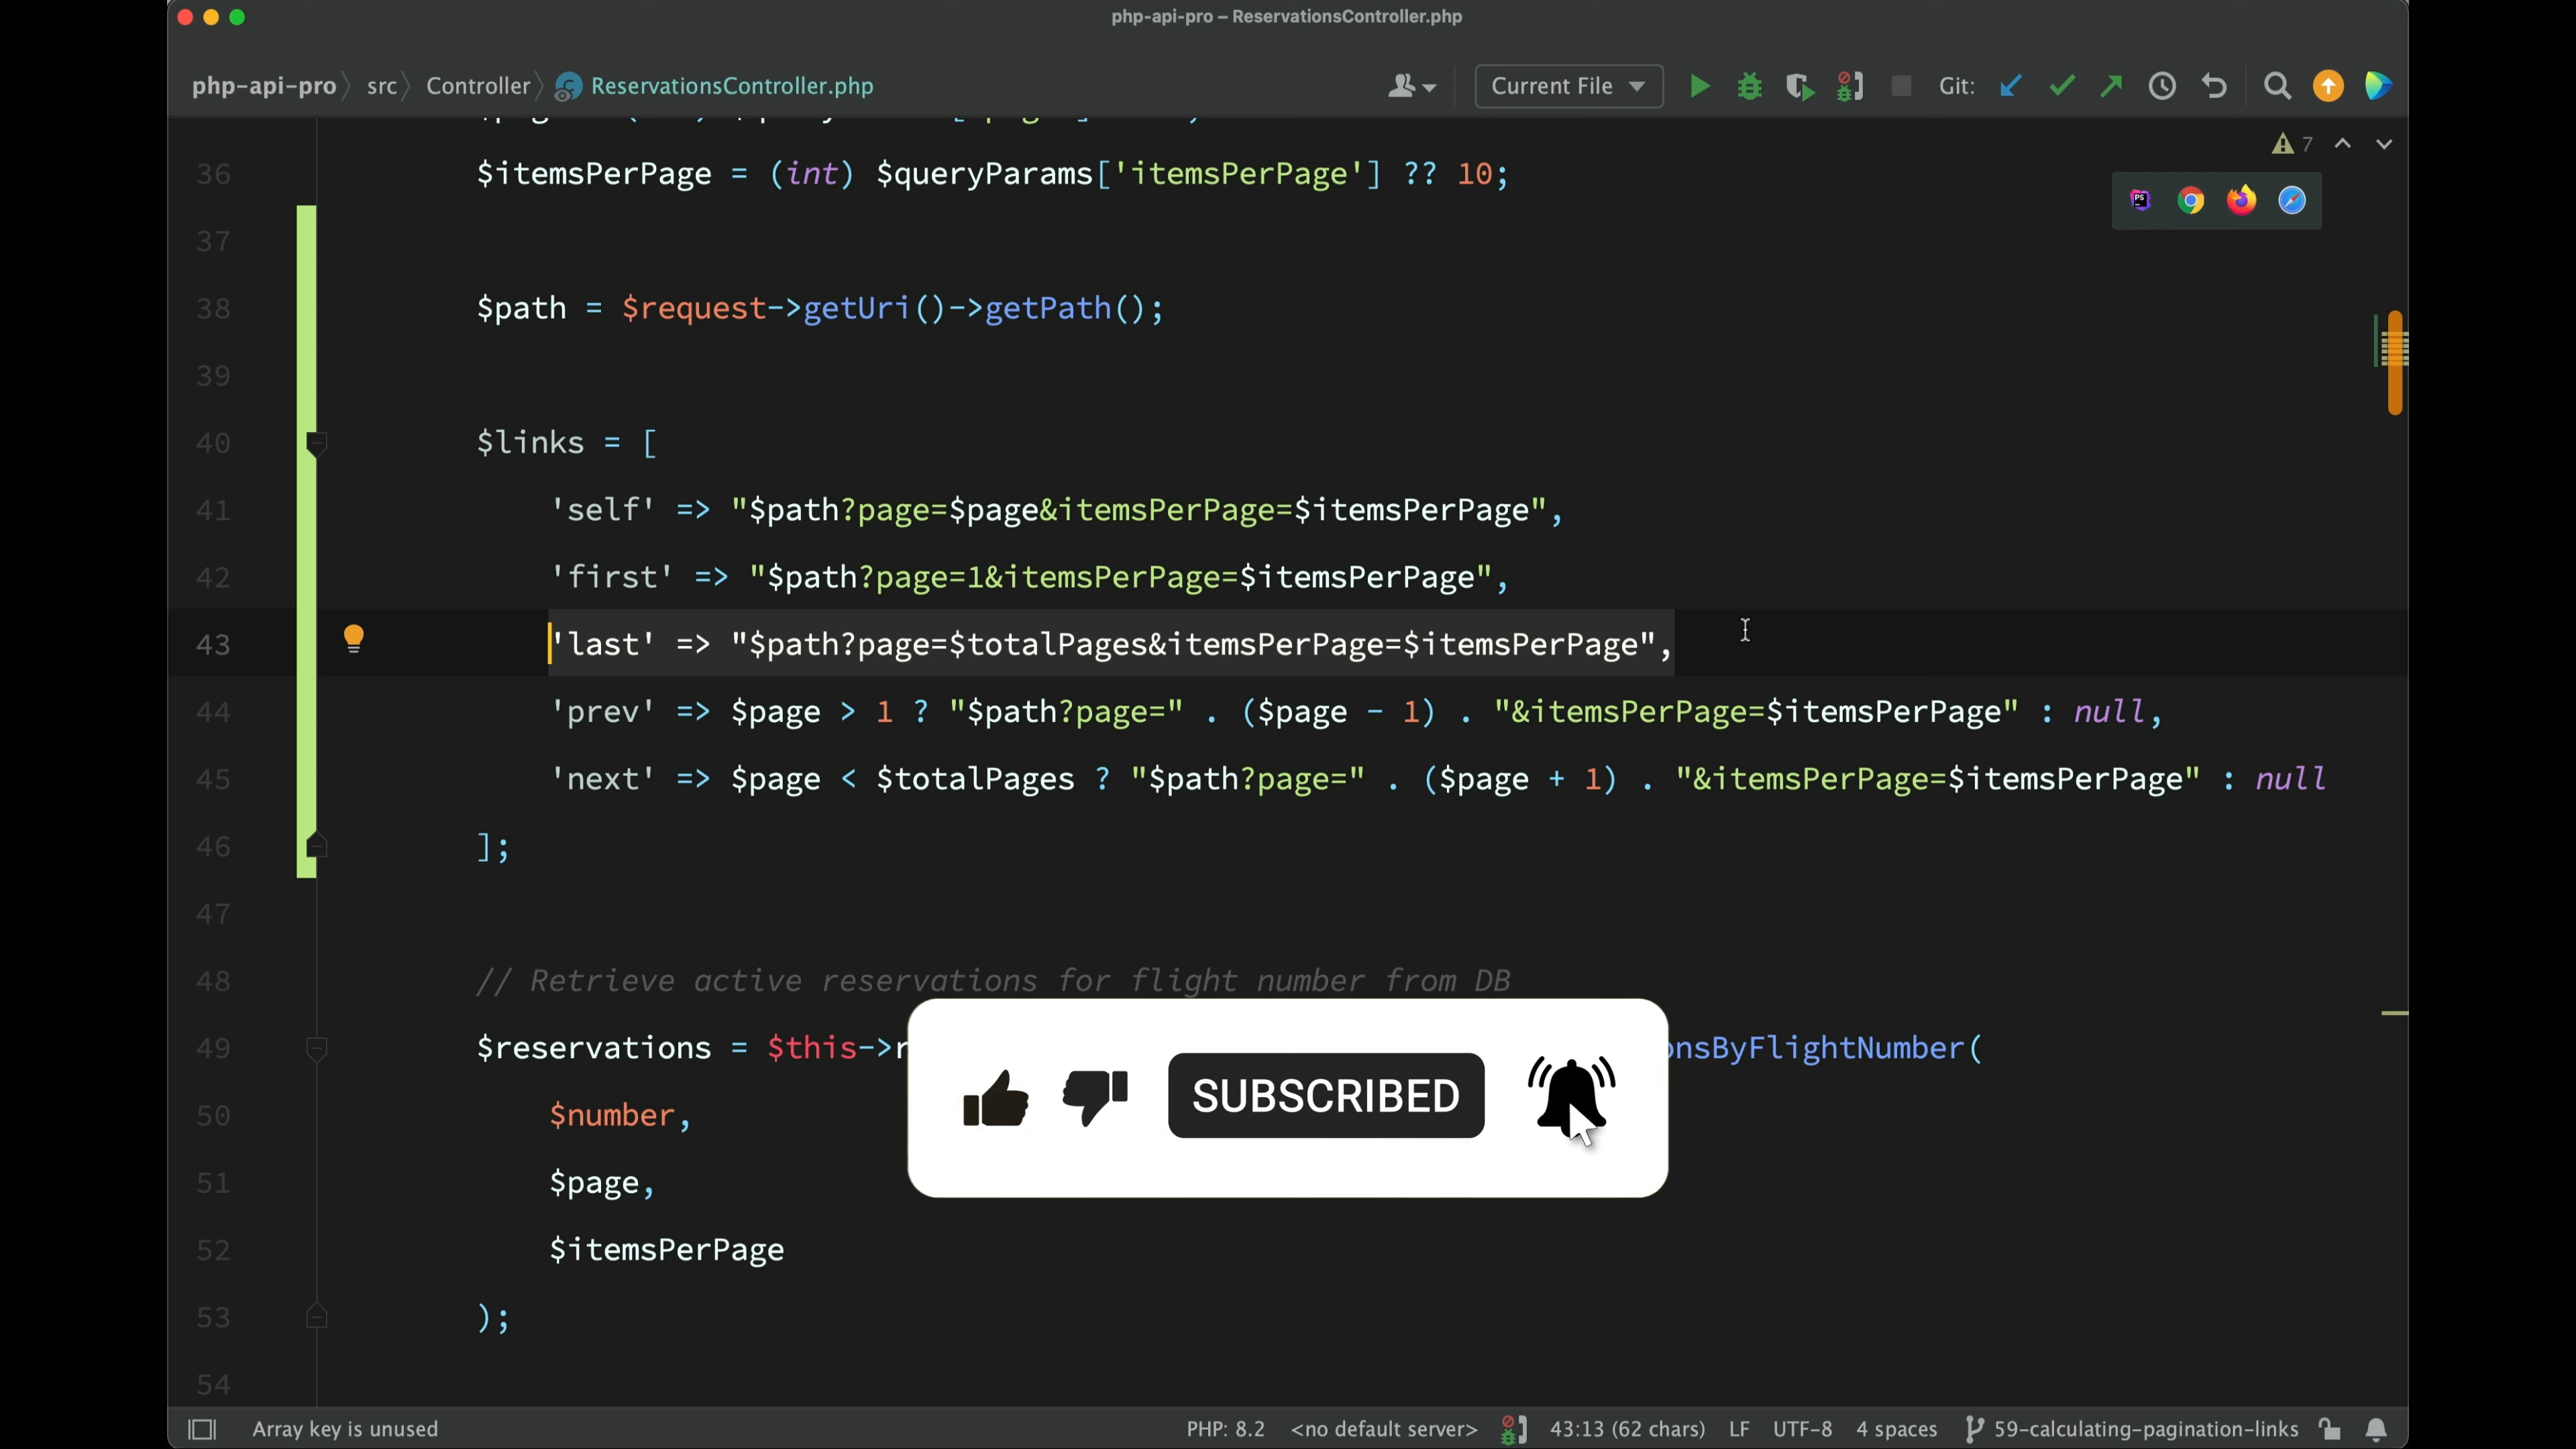 php-api-pro – ReservationsController.php
php-api-pro src Controller ReservationsController.php Current File Git:
7
36 $itemsPerPage = (int) $queryParams['itemsPerPage'] ?? 10;
37
38 $path = $request->getUri()->getPath();
39
40 $links = [
41 'self' => "$path?page=$page&itemsPerPage=$itemsPerPage",
42 'first' => "$path?page=1&itemsPerPage=$itemsPerPage",
43 'last' => "$path?page=$totalPages&itemsPerPage=$itemsPerPage",
44 'prev' => $page > 1 ? "$path?page=" . ($page - 1) . "&itemsPerPage=$itemsPerPage" : null,
45 'next' => $page < $totalPages ? "$path?page=" . ($page + 1) . "&itemsPerPage=$itemsPerPage" : null
46 ];
47
48 // Retrieve active reservations for flight number from DB
49 $reservations = $this->r onsByFlightNumber(
50 $number,
51 $page,
52 $itemsPerPage
53 );
54
SUBSCRIBED
Array key is unused PHP: 8.2 <no default server> 43:13 (62 chars) LF UTF-8 4 spaces 59-calculating-pagination-links